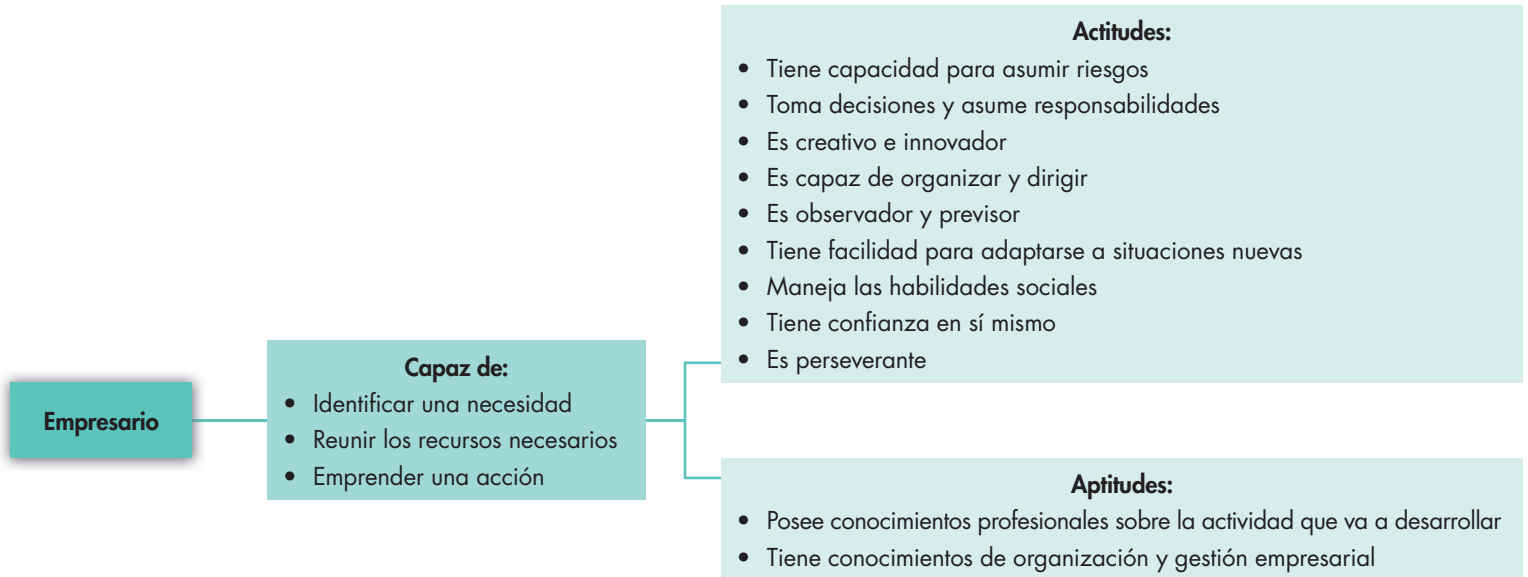 Empresario
Capaz de:
• Identificar una necesidad
• Reunir los recursos necesarios
• Emprender una acción
Actitudes:
• Tiene capacidad para asumir riesgos
• Toma decisiones y asume responsabilidades
• Es creativo e innovador
• Es capaz de organizar y dirigir
• Es observador y previsor
• Tiene facilidad para adaptarse a situaciones nuevas
• Maneja las habilidades sociales
• Tiene confianza en sí mismo
• Es perseverante
Aptitudes:
• Posee conocimientos profesionales sobre la actividad que va a desarrollar
• Tiene conocimientos de organización y gestión empresarial